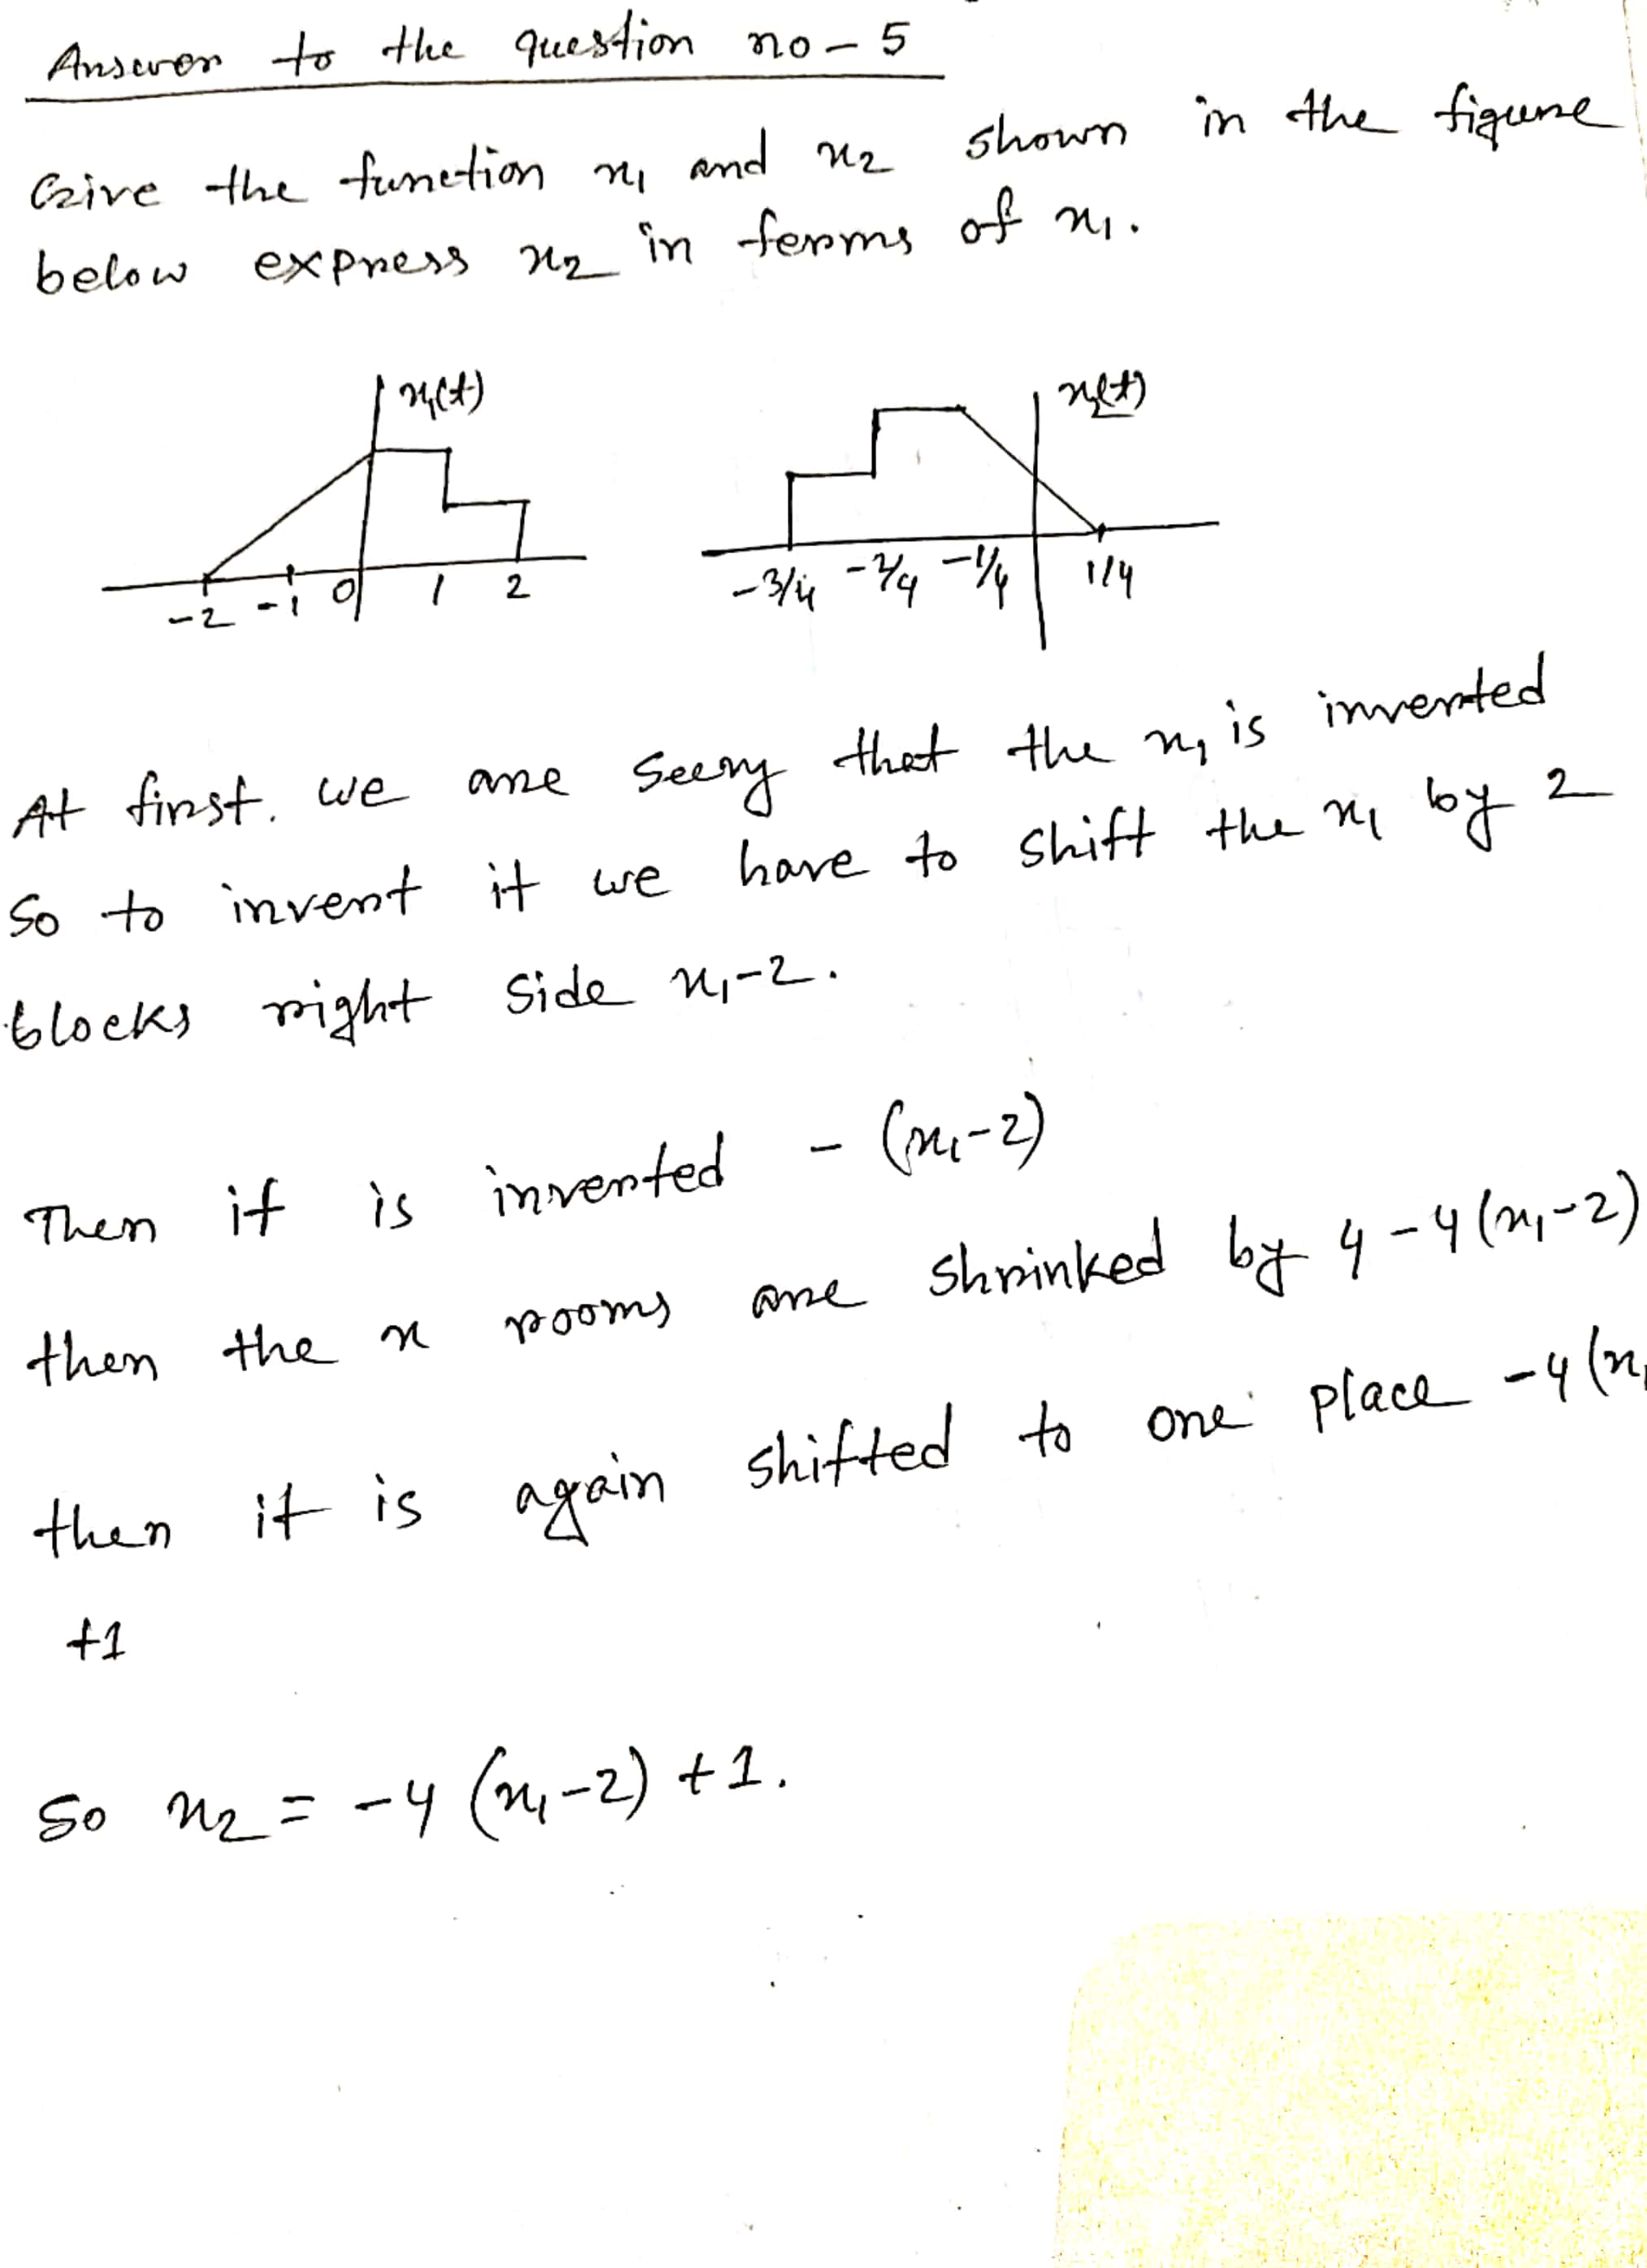 Answer to the question no - 5
Give the function x₁ and x₂ shown in the figure
below express x₂ in terms of x₁.
x₁(t) x₂(t)
-2 -1 0 1 2 -3/4 -2/4 -1/4 1/4
At first. we are seeing that the x₁ is inverted
so to invert it we have to shift the x₁ by 2
blocks right side x₁-2.
Then it is inverted - (x₁-2)
then the x rooms are shrinked by 4 -4(x₁-2)
then it is again shifted to one place -4(x₁
+1
So x₂ = -4 (x₁-2) +1.